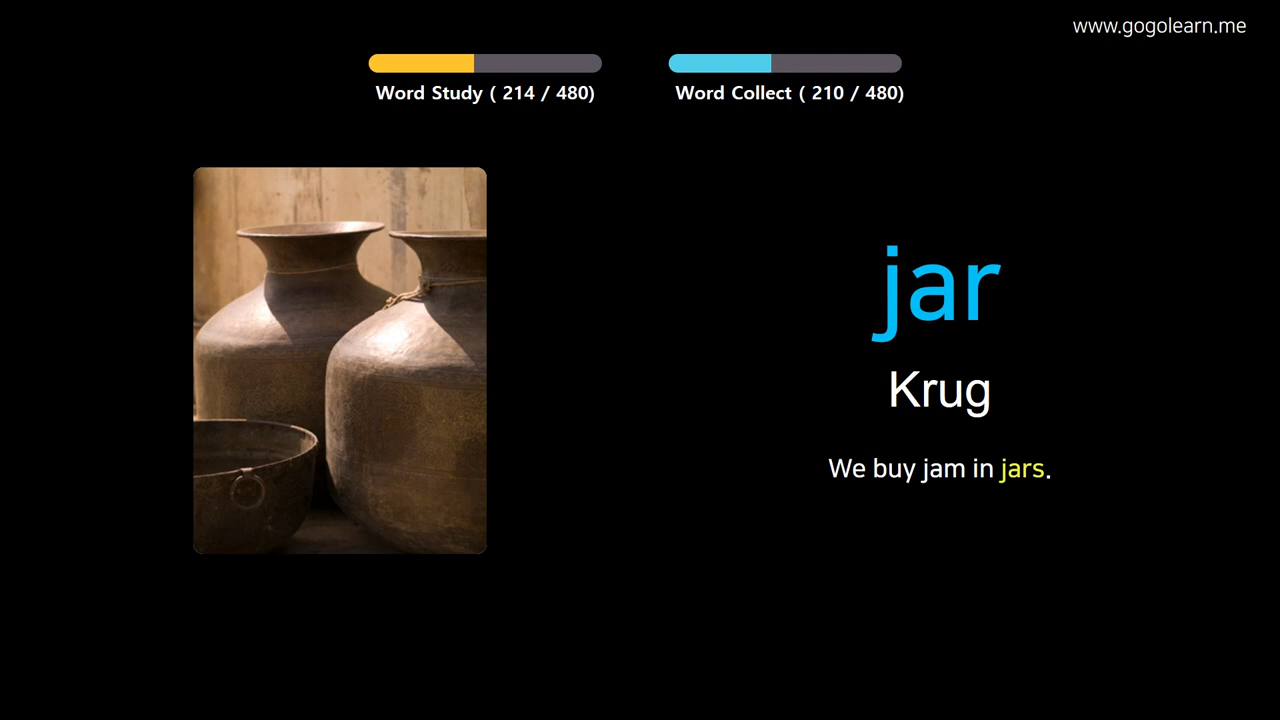 www.gogolearn.me
Word Study ( 214 / 480)
Word Collect ( 210 / 480)
jar
Krug
We buy jam in jars.